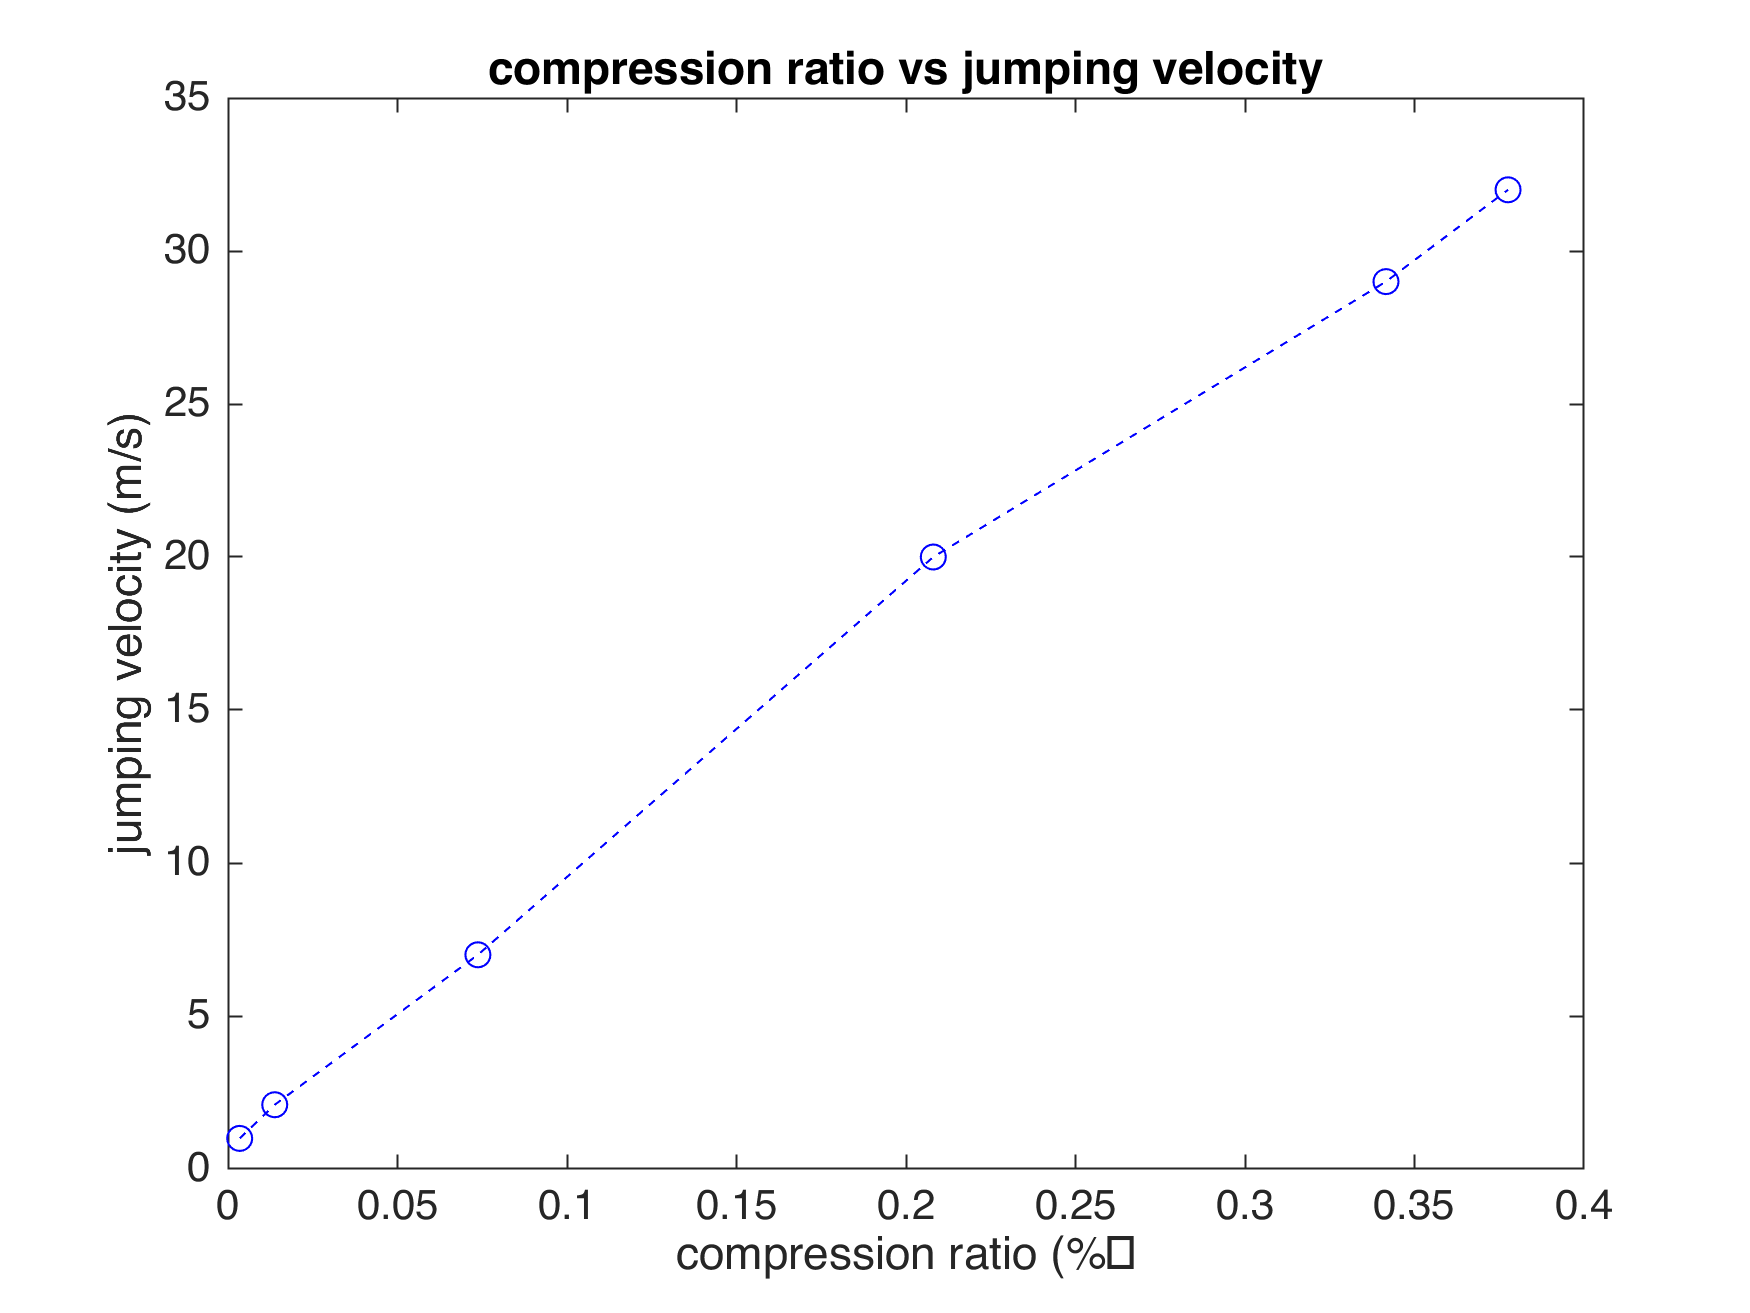 compression ratio vs jumping velocity
35
30
25
20
15
10
5
0
jumping velocity (m/s)
0 0.05 0.1 0.15 0.2 0.25 0.3 0.35 0.4
compression ratio (%□